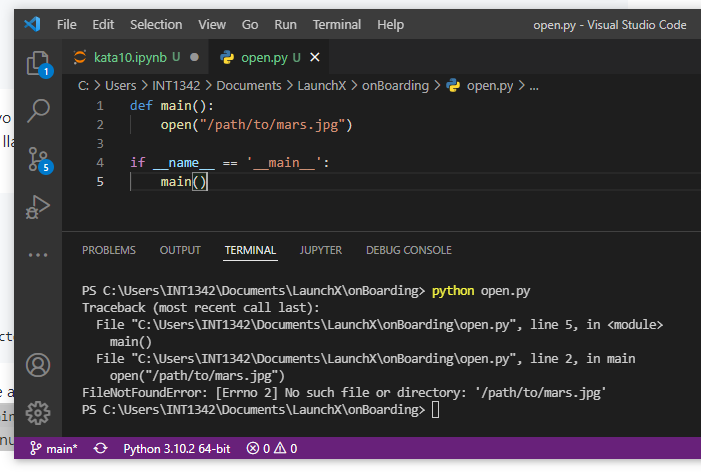 File Edit Selection View Go Run Terminal Help open.py - Visual Studio Code
kata10.ipynb U ● open.py U ×
C: > Users > INT1342 > Documents > LaunchX > onBoarding > open.py > ...
1 def main():
2 open("/path/to/mars.jpg")
3
4 if __name__ == '__main__':
5 main()
1
5
PROBLEMS OUTPUT TERMINAL JUPYTER DEBUG CONSOLE
PS C:\Users\INT1342\Documents\LaunchX\onBoarding> python open.py
Traceback (most recent call last):
File "C:\Users\INT1342\Documents\LaunchX\onBoarding\open.py", line 5, in <module>
main()
File "C:\Users\INT1342\Documents\LaunchX\onBoarding\open.py", line 2, in main
open("/path/to/mars.jpg")
FileNotFoundError: [Errno 2] No such file or directory: '/path/to/mars.jpg'
PS C:\Users\INT1342\Documents\LaunchX\onBoarding>
main* Python 3.10.2 64-bit 0 0